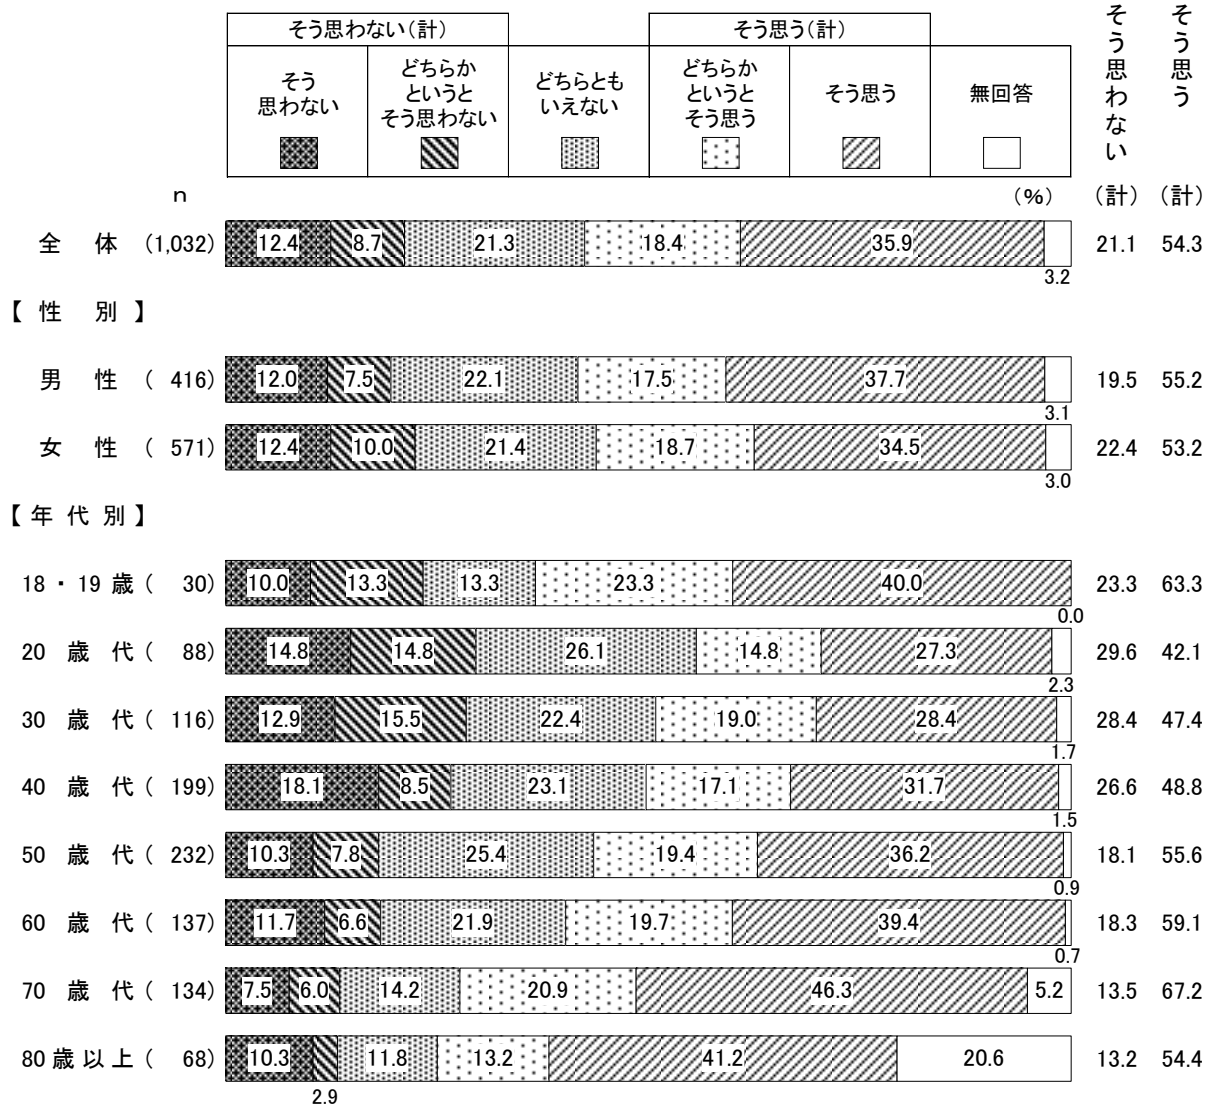 そう思わない(計)
そう思う(計)
そう
思わない
どちらか
というと
そう思わない
どちらとも
いえない
どちらか
というと
そう思う
そう思う
無回答
そう思わない
(計)
そう思う
(計)
n
(%)
全体 (1,032) 12.4 8.7 21.3 18.4 35.9 3.2 21.1 54.3
【性別】
男性 ( 416) 12.0 7.5 22.1 17.5 37.7 3.1 19.5 55.2
女性 ( 571) 12.4 10.0 21.4 18.7 34.5 3.0 22.4 53.2
【年代別】
18・19歳 ( 30) 10.0 13.3 13.3 23.3 40.0 0.0 23.3 63.3
20歳代 ( 88) 14.8 14.8 26.1 14.8 27.3 2.3 29.6 42.1
30歳代 ( 116) 12.9 15.5 22.4 19.0 28.4 1.7 28.4 47.4
40歳代 ( 199) 18.1 8.5 23.1 17.1 31.7 1.5 26.6 48.8
50歳代 ( 232) 10.3 7.8 25.4 19.4 36.2 0.9 18.1 55.6
60歳代 ( 137) 11.7 6.6 21.9 19.7 39.4 0.7 18.3 59.1
70歳代 ( 134) 7.5 6.0 14.2 20.9 46.3 5.2 13.5 67.2
80歳以上 ( 68) 10.3 2.9 11.8 13.2 41.2 20.6 13.2 54.4